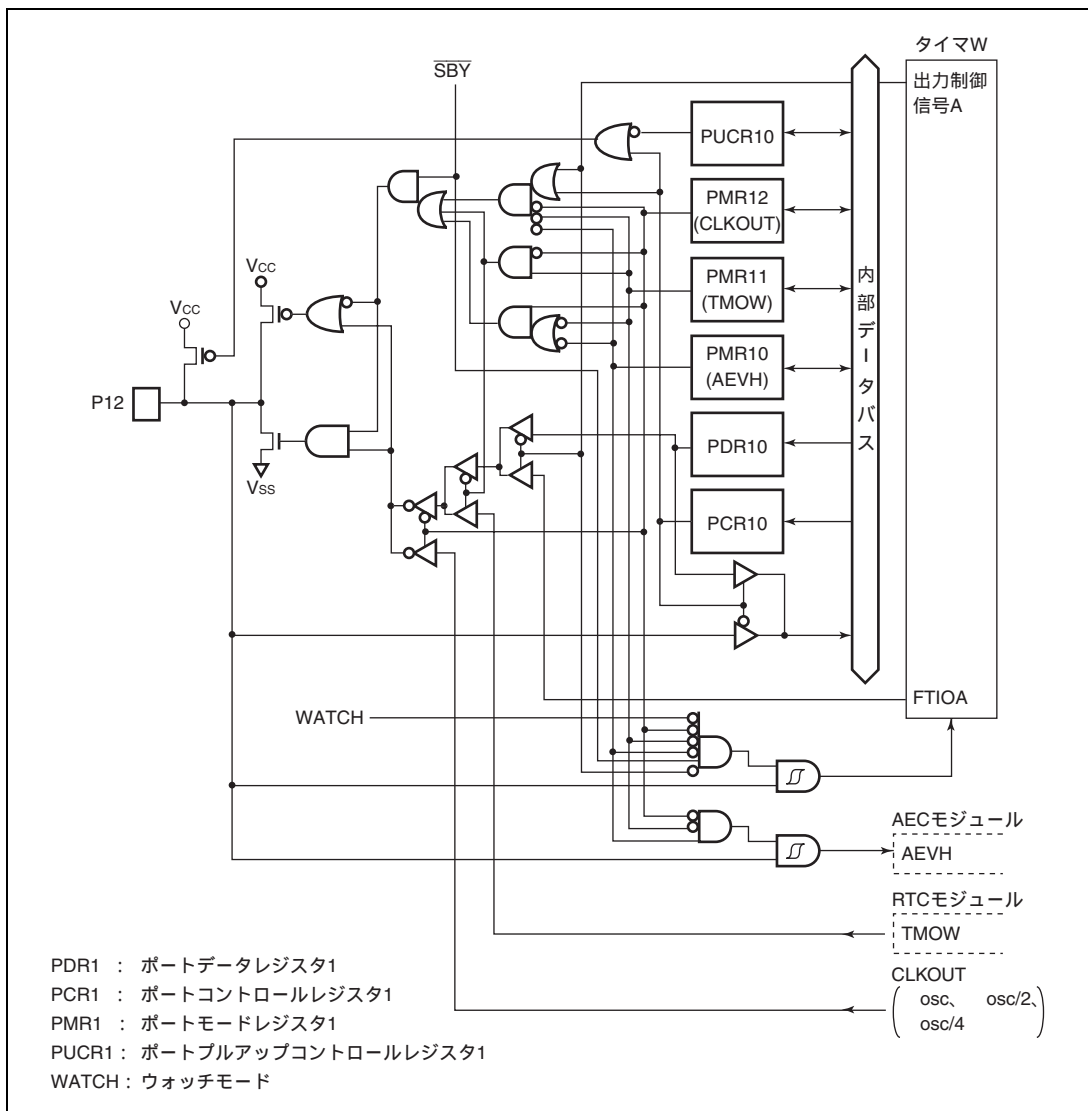 タイマW
SBY
出力制御
信号A
PUCR10
PMR12
(CLKOUT)
VCC
VCC
PMR11
(TMOW)
内部データバス
PMR10
(AEVH)
P12
PDR10
VSS
PCR10
FTIOA
WATCH
AECモジュール
AEVH
RTCモジュール
TMOW
CLKOUT
osc、 osc/2、
osc/4
PDR1 : ポートデータレジスタ1
PCR1 : ポートコントロールレジスタ1
PMR1 : ポートモードレジスタ1
PUCR1 : ポートプルアップコントロールレジスタ1
WATCH : ウォッチモード